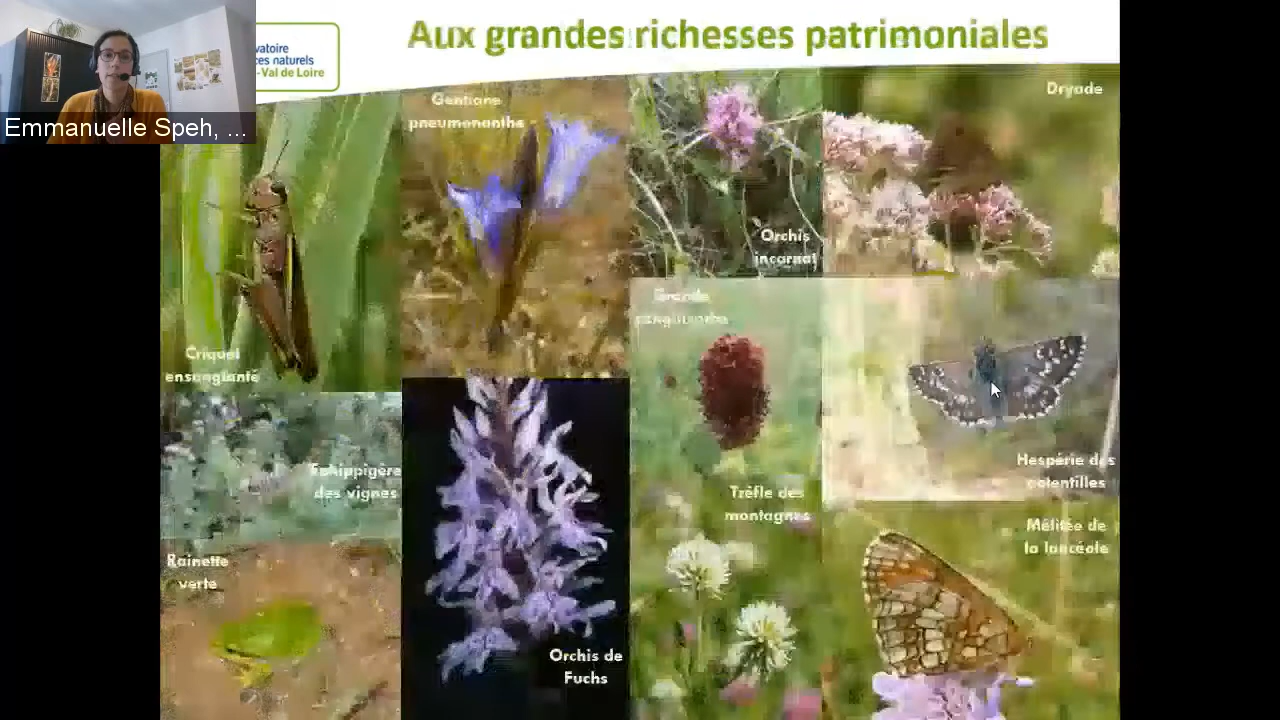 Aux grandes richesses patrimoniales
vatoire
ces naturels
-Val de Loire
Emmanuelle Speh, ...
Gentiane
pneumonanthe
Dryade
Orchis
incarnat
Grande
sanguisorbe
Criquet
ensanglanté
Hespérie des
potentilles
Ephippigère
des vignes
Trèfle des
montagnes
Mélitée de
la lancéole
Rainette
verte
Orchis de
Fuchs